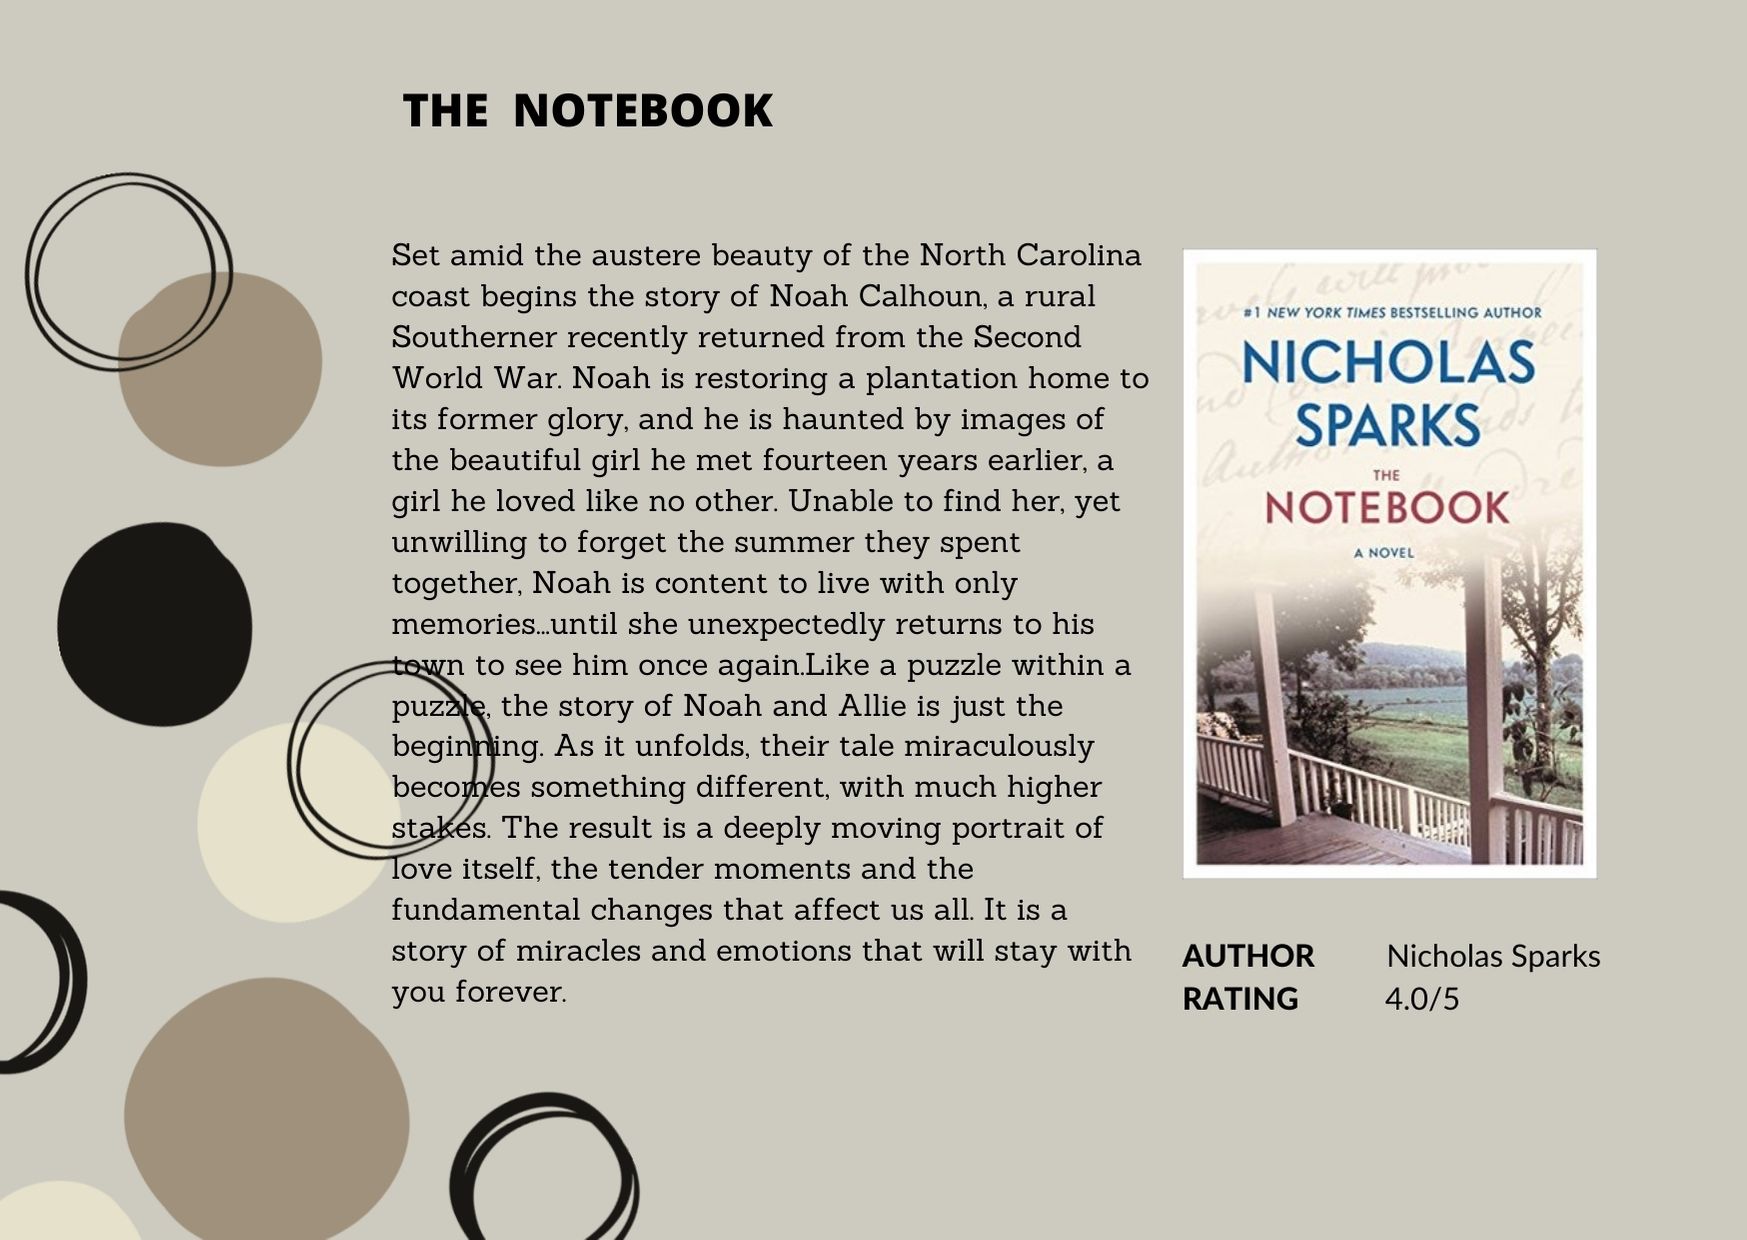 THE NOTEBOOK
Set amid the austere beauty of the North Carolina
coast begins the story of Noah Calhoun, a rural
Southerner recently returned from the Second
World War. Noah is restoring a plantation home to
its former glory, and he is haunted by images of
the beautiful girl he met fourteen years earlier, a
girl he loved like no other. Unable to find her, yet
unwilling to forget the summer they spent
together, Noah is content to live with only
memories...until she unexpectedly returns to his
town to see him once again.Like a puzzle within a
puzzle, the story of Noah and Allie is just the
beginning. As it unfolds, their tale miraculously
becomes something different, with much higher
stakes. The result is a deeply moving portrait of
love itself, the tender moments and the
fundamental changes that affect us all. It is a
story of miracles and emotions that will stay with
you forever.
#1 NEW YORK TIMES BESTSELLING AUTHOR
NICHOLAS
SPARKS
THE
NOTEBOOK
A NOVEL
AUTHOR Nicholas Sparks
RATING 4.0/5